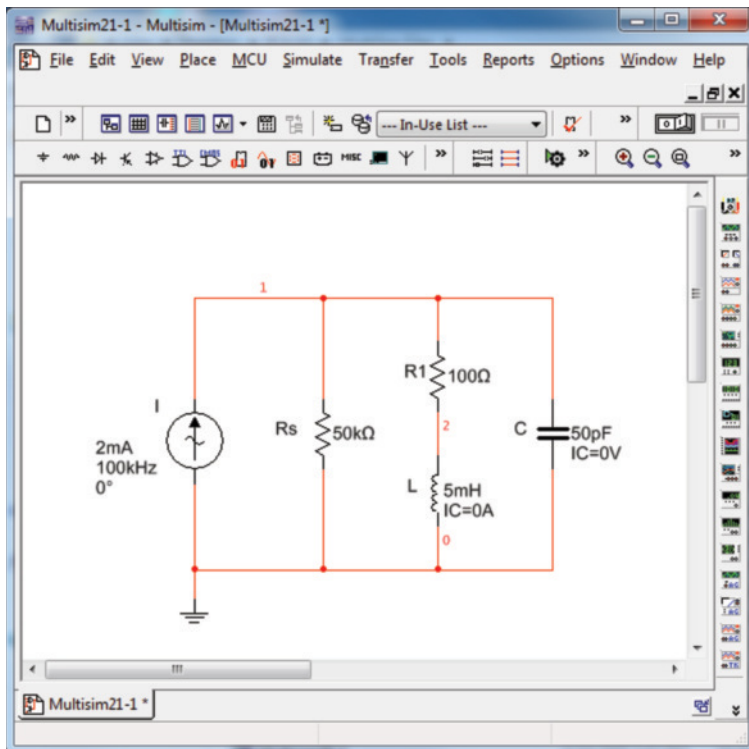 Multisim21-1 - Multisim - [Multisim21-1 *]
File Edit View Place MCU Simulate Transfer Tools Reports Options Window Help
--- In-Use List ---
MISC
1
R1
100Ω
I
2mA
100kHz
0°
Rs
50kΩ
2
C
50pF
IC=0V
L
5mH
IC=0A
0
Multisim21-1 *